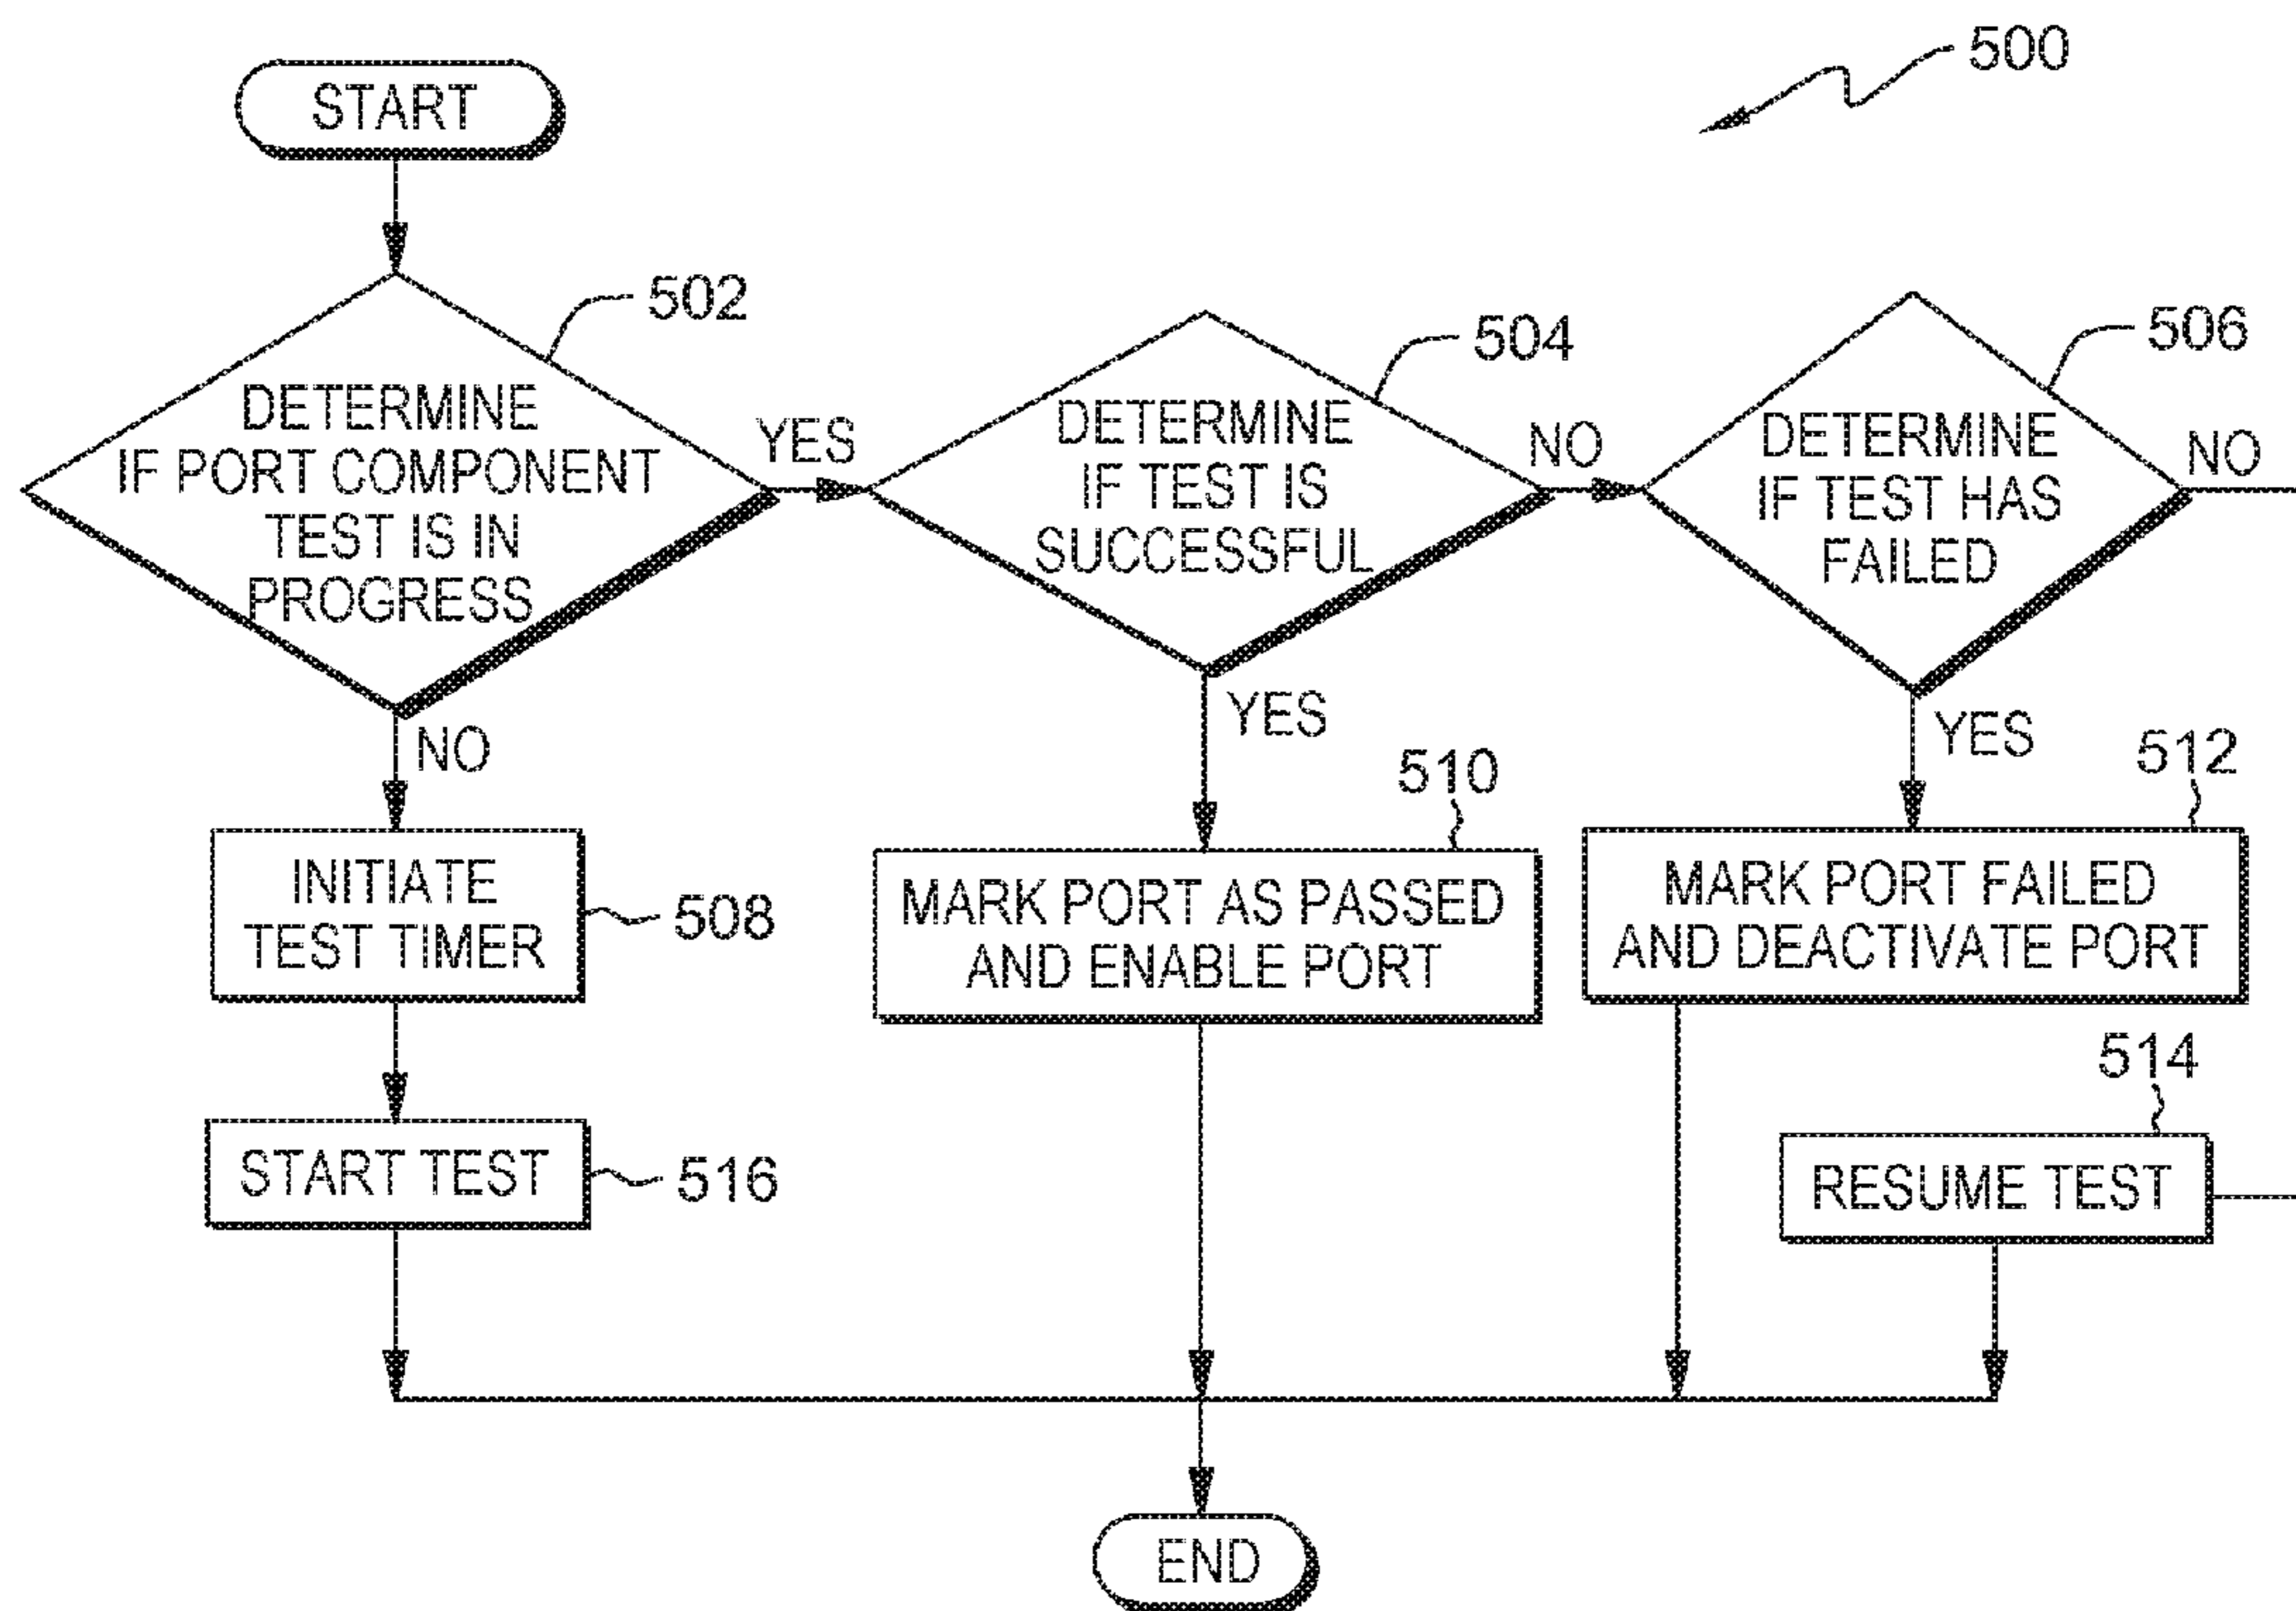 500
START
502
DETERMINE
IF PORT COMPONENT
TEST IS IN
PROGRESS
YES
NO
504
DETERMINE
IF TEST IS
SUCCESSFUL
NO
YES
506
DETERMINE
IF TEST HAS
FAILED
NO
YES
INITIATE
TEST TIMER
508
510
MARK PORT AS PASSED
AND ENABLE PORT
512
MARK PORT FAILED
AND DEACTIVATE PORT
START TEST
516
514
RESUME TEST
END